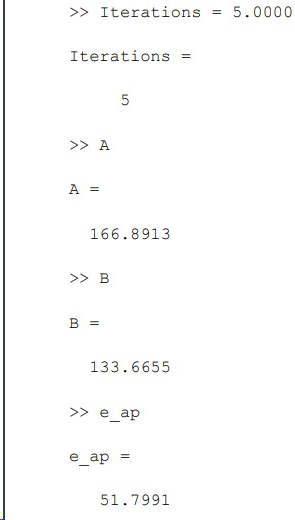 >> Iterations = 5.0000
Iterations =
5
>> A
A =
166.8913
>> B
B =
133.6655
>> e_ap
e_ap =
51.7991